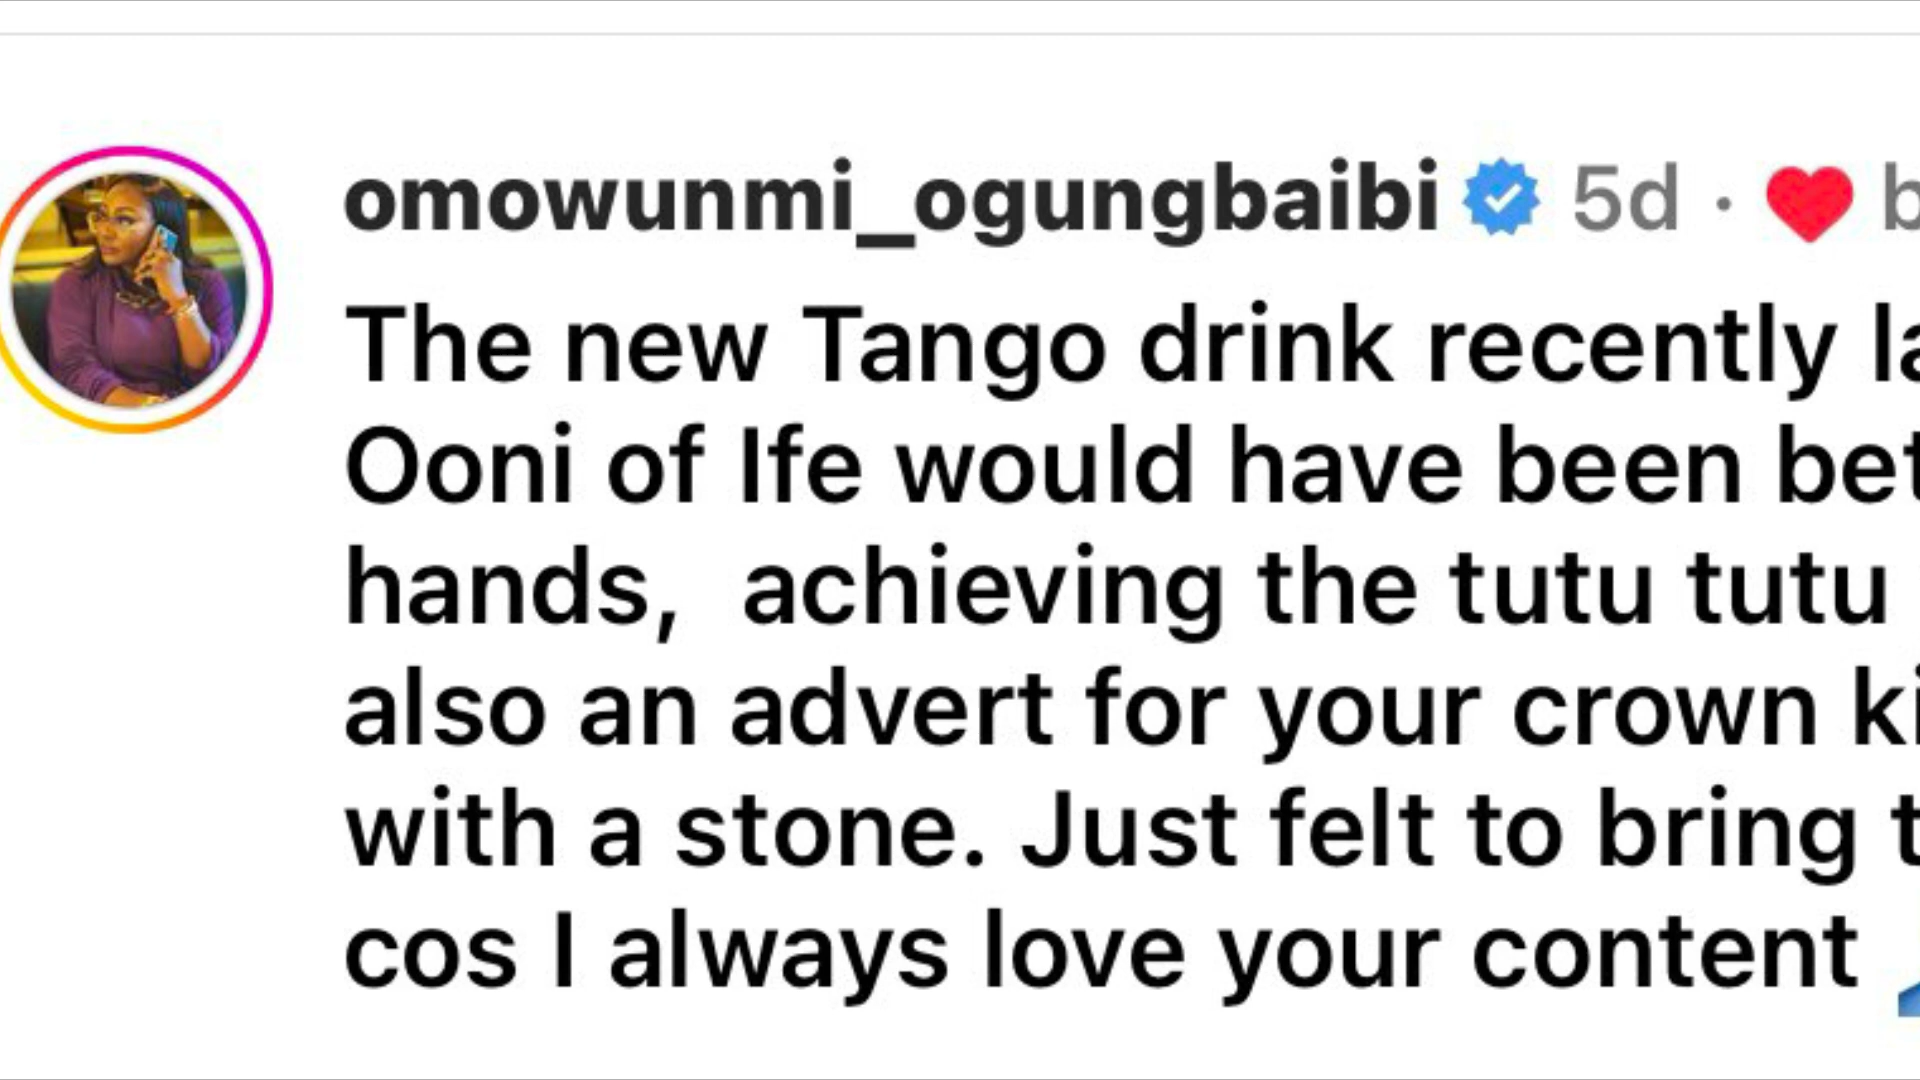 omowunmi_ogungbaibi 5d ·
The new Tango drink recently
Ooni of Ife would have been
hands, achieving the tutu tutu
also an advert for your crown
with a stone. Just felt to bring
cos I always love your content